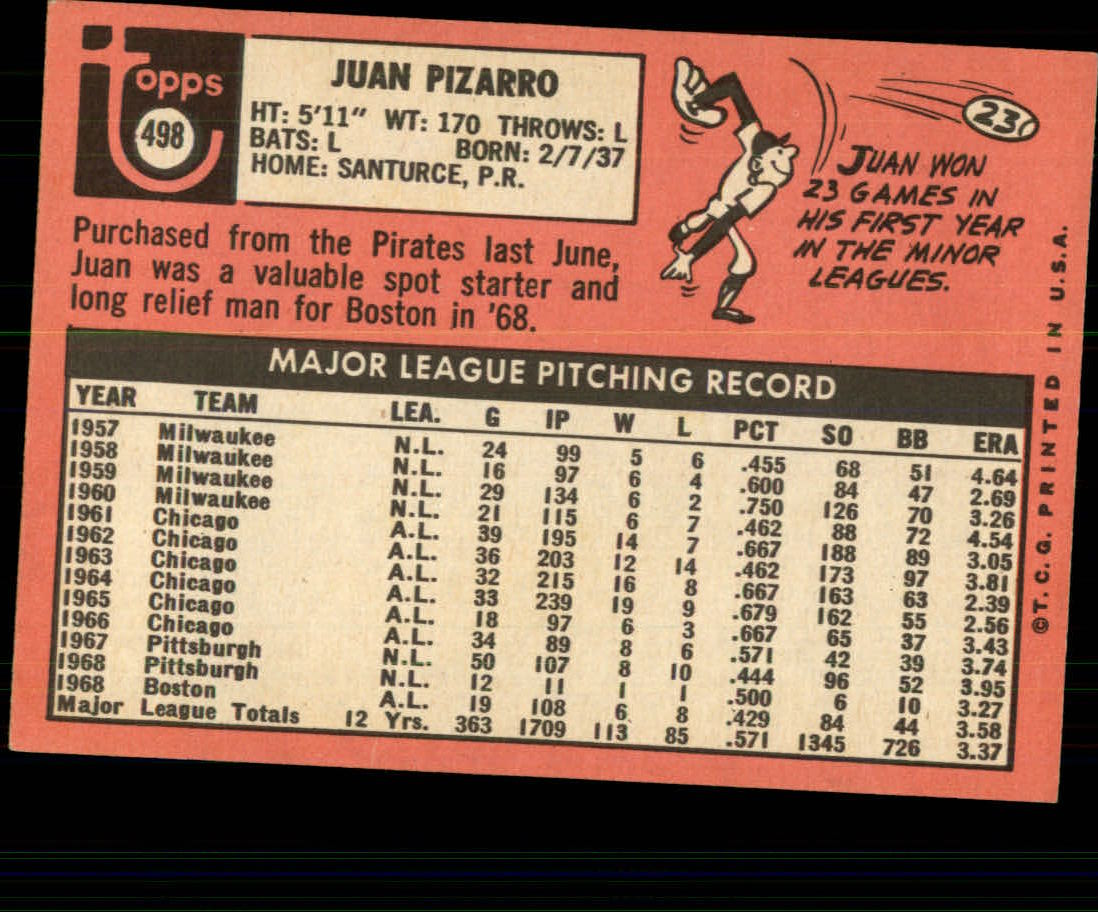 Topps
498
JUAN PIZARRO
HT: 5'11" WT: 170 THROWS: L
BATS: L BORN: 2/7/37
HOME: SANTURCE, P.R.
23
JUAN WON
23 GAMES IN
HIS FIRST YEAR
IN THE MINOR
LEAGUES.
Purchased from the Pirates last June,
Juan was a valuable spot starter and
long relief man for Boston in '68.
MAJOR LEAGUE PITCHING RECORD
YEAR TEAM LEA. G IP W L PCT SO BB ERA
1957 Milwaukee N.L. 24 99 5 6 .455 68 51 4.64
1958 Milwaukee N.L. 16 97 6 4 .600 84 47 2.69
1959 Milwaukee N.L. 29 134 6 2 .750 126 70 3.26
1960 Milwaukee N.L. 21 115 6 7 .462 88 72 4.54
1961 Chicago A.L. 39 195 14 7 .667 188 89 3.05
1962 Chicago A.L. 36 203 12 14 .462 173 97 3.81
1963 Chicago A.L. 32 215 16 8 .667 163 63 2.39
1964 Chicago A.L. 33 239 19 9 .679 162 55 2.56
1965 Chicago A.L. 18 97 6 3 .667 65 37 3.43
1966 Chicago A.L. 34 89 8 6 .571 42 39 3.74
1967 Pittsburgh N.L. 50 107 8 10 .444 96 52 3.95
1968 Pittsburgh N.L. 12 11 1 1 .500 6 10 3.27
1968 Boston A.L. 19 108 6 8 .429 84 44 3.58
Major League Totals 12 Yrs. 363 1709 113 85 .571 1345 726 3.37
©T. C. G. PRINTED IN U.S.A.